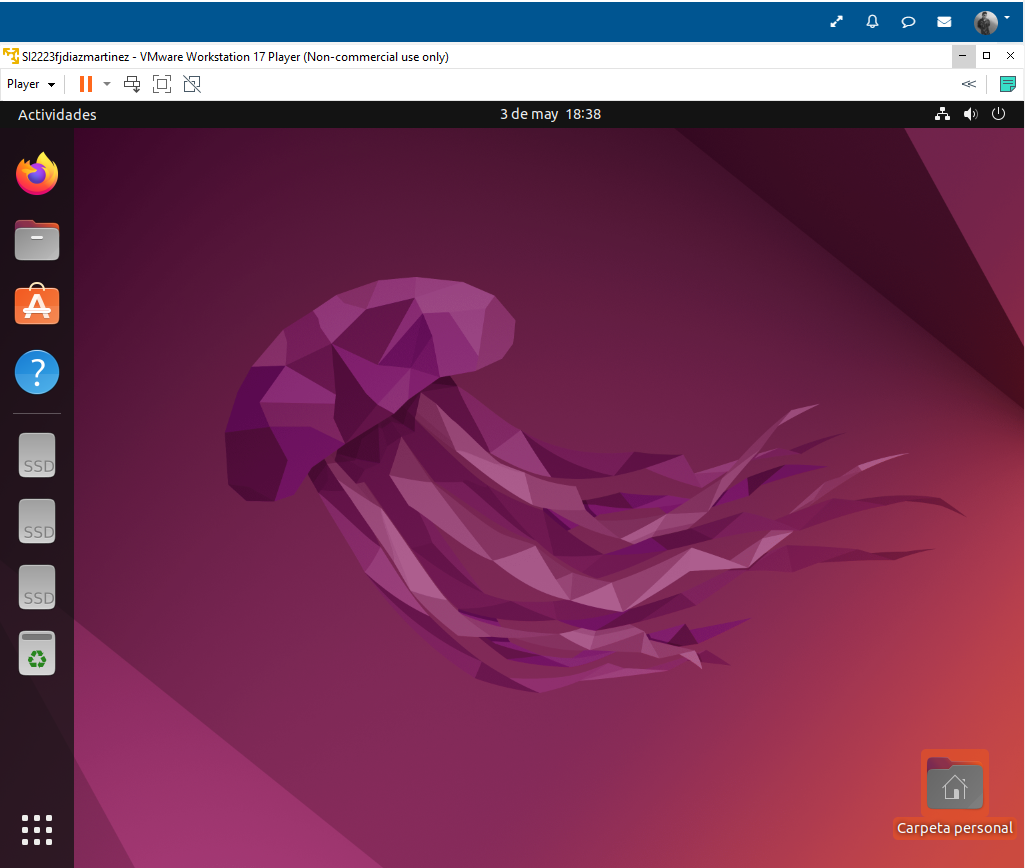 SI2223fjdiazmartinez - VMware Workstation 17 Player (Non-commercial use only)
Player
Actividades
3 de may 18:38
SSD
SSD
SSD
Carpeta personal